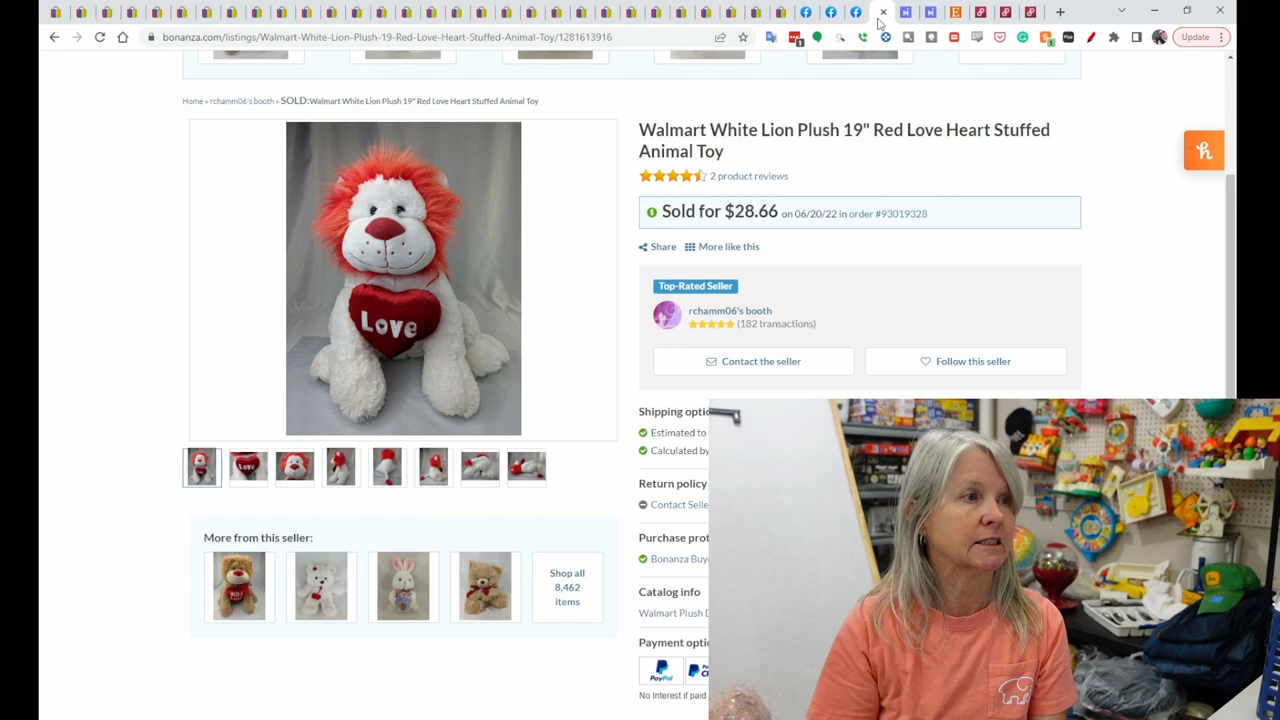 bonanza.com/listings/Walmart-White-Lion-Plush-19-Red-Love-Heart-Stuffed-Animal-Toy/1281613916
Update
Home » rchamm06's booth » SOLD:Walmart White Lion Plush 19" Red Love Heart Stuffed Animal Toy
Love
Walmart White Lion Plush 19" Red Love Heart Stuffed
Animal Toy
2 product reviews
Sold for $28.66 on 06/20/22 in order #93019328
Share
More like this
Top-Rated Seller
rchamm06's booth
(182 transactions)
Contact the seller
Follow this seller
Shipping
Estimated to
Calculated by
Return policy
Contact
Purchase
Bonanza
Catalog info
Walmart Plush
Payment
PayPal
No Interest if paid
More from this seller:
Shop all
8,462
items